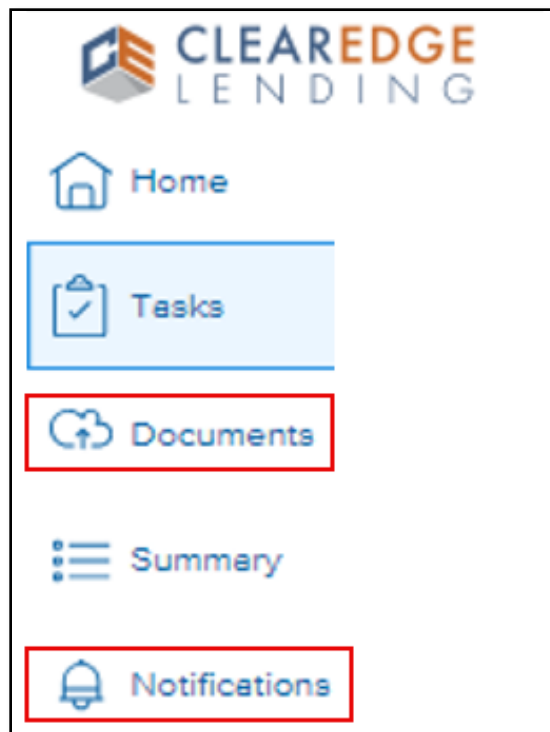 CLEAREDGE
LENDING
Home
Tasks
Documents
Summary
Notifications